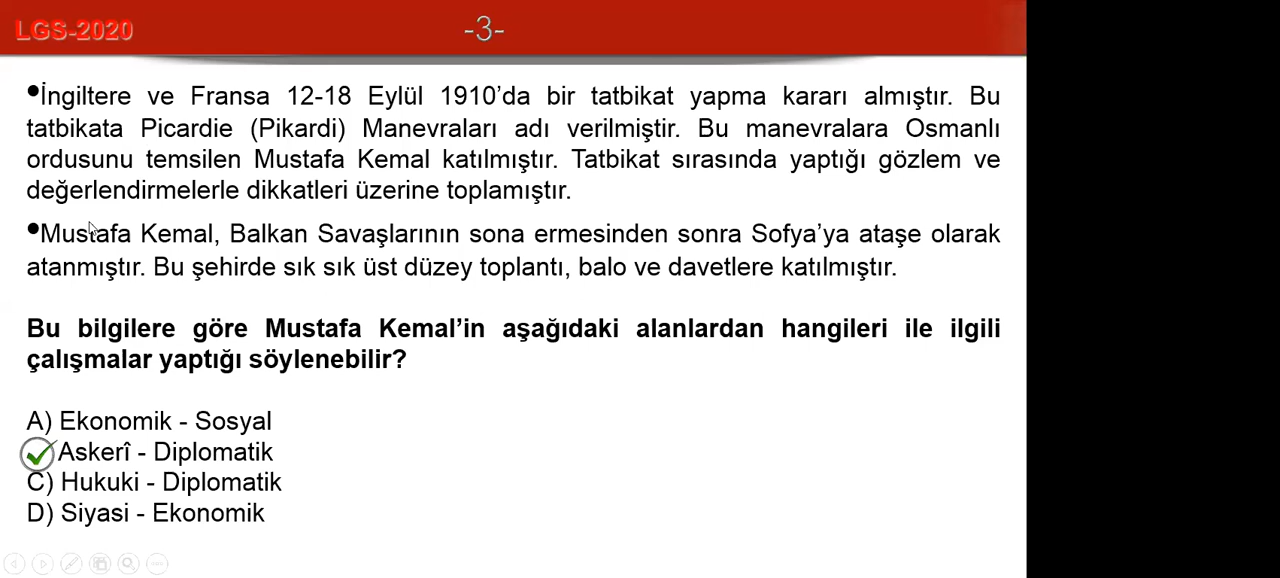 LGS-2020
-3-
•İngiltere ve Fransa 12-18 Eylül 1910’da bir tatbikat yapma kararı almıştır. Bu
tatbikata Picardie (Pikardi) Manevraları adı verilmiştir. Bu manevralara Osmanlı
ordusunu temsilen Mustafa Kemal katılmıştır. Tatbikat sırasında yaptığı gözlem ve
değerlendirmelerle dikkatleri üzerine toplamıştır.
•Mustafa Kemal, Balkan Savaşlarının sona ermesinden sonra Sofya’ya ataşe olarak
atanmıştır. Bu şehirde sık sık üst düzey toplantı, balo ve davetlere katılmıştır.
Bu bilgilere göre Mustafa Kemal’in aşağıdaki alanlardan hangileri ile ilgili
çalışmalar yaptığı söylenebilir?
A) Ekonomik - Sosyal
Askerî - Diplomatik
C) Hukuki - Diplomatik
D) Siyasi - Ekonomik